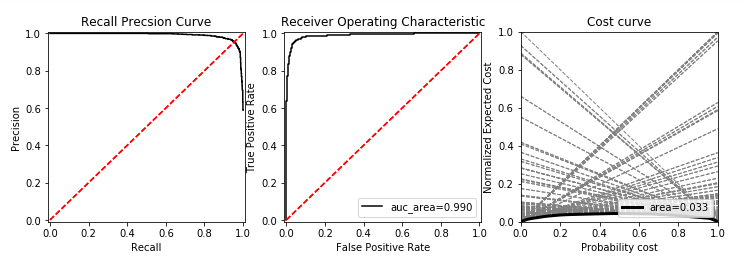 Recall Precsion Curve
Precision
1.0
0.8
0.6
0.4
0.2
0.0
0.0 0.2 0.4 0.6 0.8 1.0
Recall
Receiver Operating Characteristic
True Positive Rate
1.0
0.8
0.6
0.4
0.2
0.0
auc_area=0.990
0.0 0.2 0.4 0.6 0.8 1.0
False Positive Rate
Cost curve
Normalized Expected Cost
1.0
0.8
0.6
0.4
0.2
0.0
area=0.033
0.0 0.2 0.4 0.6 0.8 1.0
Probability cost